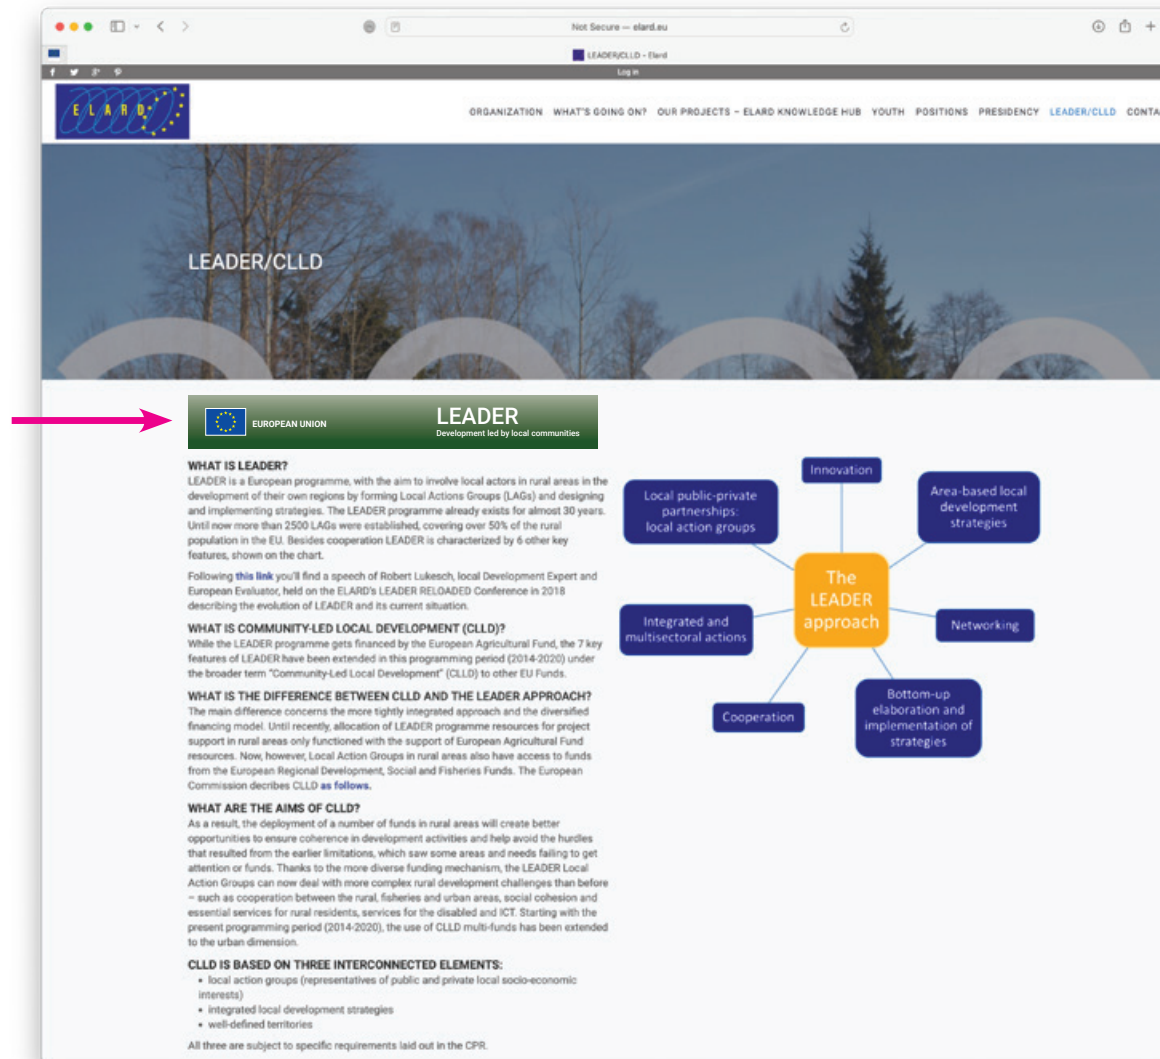 Not Secure — elard.eu
LEADER/CLLD - Elard
Log in
ELARD
ORGANIZATION WHAT'S GOING ON? OUR PROJECTS – ELARD KNOWLEDGE HUB YOUTH POSITIONS PRESIDENCY LEADER/CLLD CONTA
LEADER/CLLD
EUROPEAN UNION
LEADER
Development led by local communities
WHAT IS LEADER?
LEADER is a European programme, with the aim to involve local actors in rural areas in the
development of their own regions by forming Local Actions Groups (LAGs) and designing
and implementing strategies. The LEADER programme already exists for almost 30 years.
Until now more than 2500 LAGs were established, covering over 50% of the rural
population in the EU. Besides cooperation LEADER is characterized by 6 other key
features, shown on the chart.
Following this link you'll find a speech of Robert Lukesch, local Development Expert and
European Evaluator, held on the ELARD's LEADER RELOADED Conference in 2018
describing the evolution of LEADER and its current situation.
WHAT IS COMMUNITY-LED LOCAL DEVELOPMENT (CLLD)?
While the LEADER programme gets financed by the European Agricultural Fund, the 7 key
features of LEADER have been extended in this programming period (2014-2020) under
the broader term "Community-Led Local Development" (CLLD) to other EU Funds.
WHAT IS THE DIFFERENCE BETWEEN CLLD AND THE LEADER APPROACH?
The main difference concerns the more tightly integrated approach and the diversified
financing model. Until recently, allocation of LEADER programme resources for project
support in rural areas only functioned with the support of European Agricultural Fund
resources. Now, however, Local Action Groups in rural areas also have access to funds
from the European Regional Development, Social and Fisheries Funds. The European
Commission decribes CLLD as follows.
WHAT ARE THE AIMS OF CLLD?
As a result, the deployment of a number of funds in rural areas will create better
opportunities to ensure coherence in development activities and help avoid the hurdles
that resulted from the earlier limitations, which saw some areas and needs failing to get
attention or funds. Thanks to the more diverse funding mechanism, the LEADER Local
Action Groups can now deal with more complex rural development challenges than before
– such as cooperation between the rural, fisheries and urban areas, social cohesion and
essential services for rural residents, services for the disabled and ICT. Starting with the
present programming period (2014-2020), the use of CLLD multi-funds has been extended
to the urban dimension.
CLLD IS BASED ON THREE INTERCONNECTED ELEMENTS:
• local action groups (representatives of public and private local socio-economic
interests)
• integrated local development strategies
• well-defined territories
All three are subject to specific requirements laid out in the CPR.
Innovation
Local public-private
partnerships:
local action groups
Area-based local
development
strategies
The
LEADER
approach
Integrated and
multisectoral actions
Networking
Cooperation
Bottom-up
elaboration and
implementation of
strategies